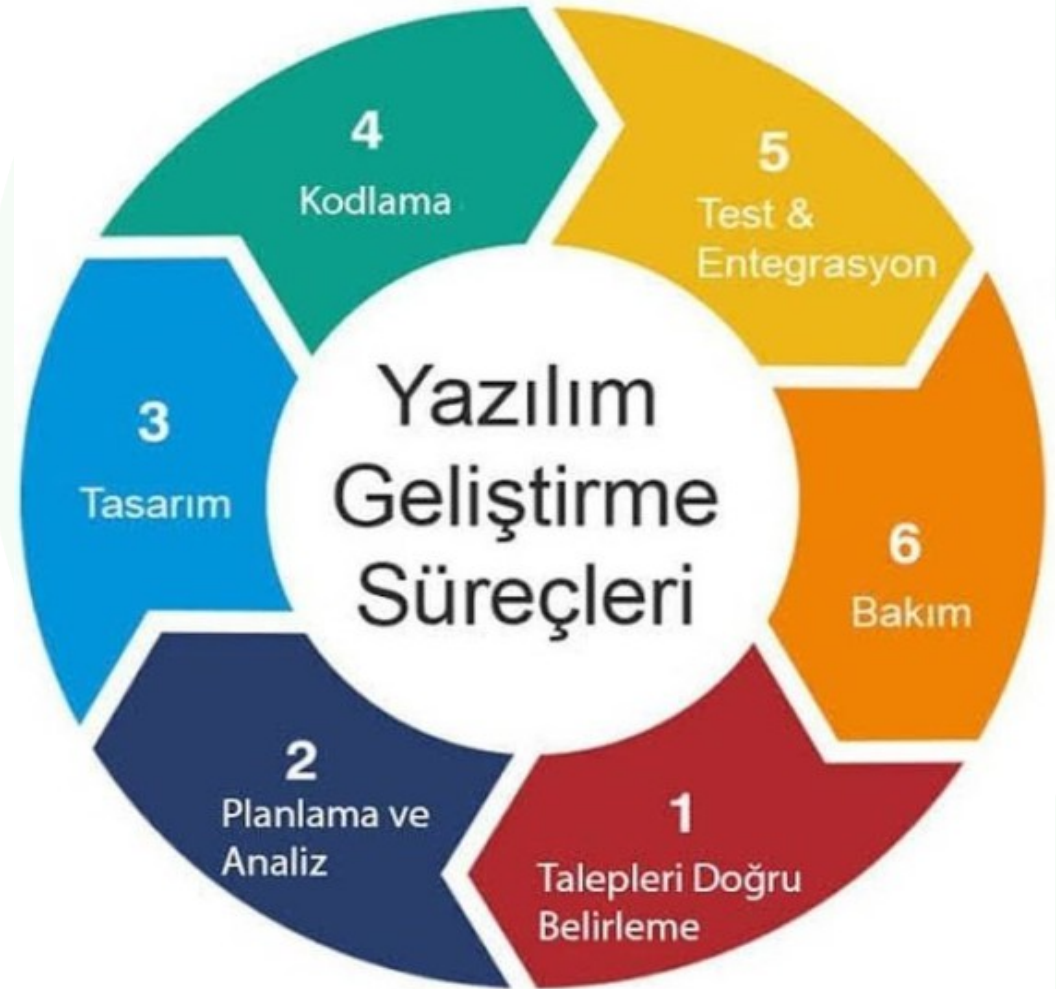 Yazılım
Geliştirme
Süreçleri
1
Talepleri Doğru
Belirleme
2
Planlama ve
Analiz
3
Tasarım
4
Kodlama
5
Test &
Entegrasyon
6
Bakım